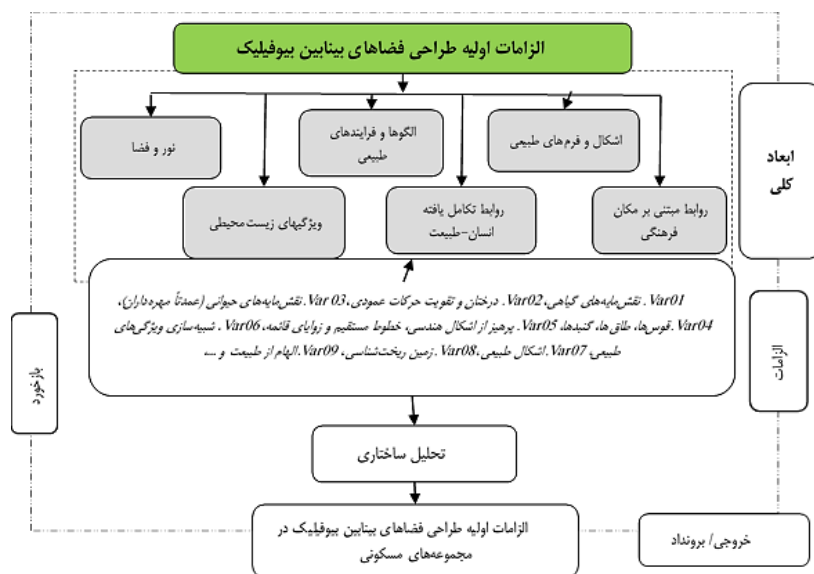 الزامات اولیه طراحی فضاهای بینابین بیوفیلیک
اشکال و فرم‌های طبیعی
الگوها و فرایندهای
طبیعی
نور و فضا
روابط مبتنی بر مکان
فرهنگی
روابط تکامل یافته
انسان-طبیعت
ویژگیهای زیست‌محیطی
ابعاد
کلی
Var01. نقش‌مایه‌های گیاهی، Var02. درختان و تقویت حرکات عمودی، Var 03. نقش‌مایه‌های حیوانی (عمدتاً مهره‌داران)،
Var04. قوس‌ها، طاق‌ها، گنبدها، Var05. پرهیز از اشکال هندسی، خطوط مستقیم و زوایای قائمه، Var06. شبیه‌سازی ویژگی‌های
طبیعی، Var07. اشکال طبیعی، Var08. زمین ریخت‌شناسی، Var09. الهام از طبیعت و ....
الزامات
بازخورد
تحلیل ساختاری
الزامات اولیه طراحی فضاهای بینابین بیوفیلیک در
مجموعه‌های مسکونی
خروجی/ برونداد